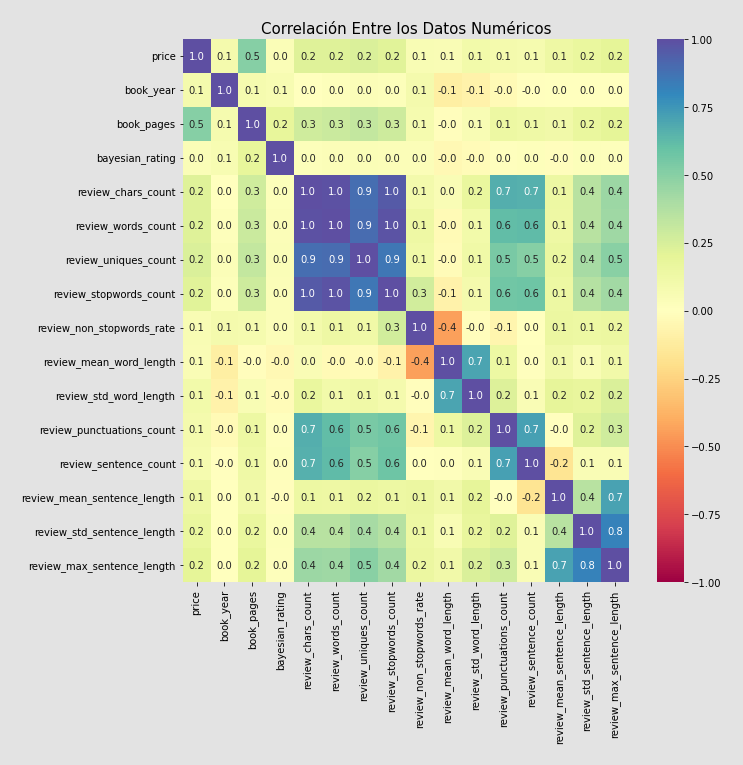 Correlación Entre los Datos Numéricos
price 1.0 0.1 0.5 0.0 0.2 0.2 0.2 0.2 0.1 0.1 0.1 0.1 0.1 0.1 0.2 0.2
book_year 0.1 1.0 0.1 0.1 0.0 0.0 0.0 0.0 0.1 -0.1 -0.1 -0.0 -0.0 0.0 0.0 0.0
book_pages 0.5 0.1 1.0 0.2 0.3 0.3 0.3 0.3 0.1 -0.0 0.1 0.1 0.1 0.1 0.2 0.2
bayesian_rating 0.0 0.1 0.2 1.0 0.0 0.0 0.0 0.0 0.0 -0.0 -0.0 0.0 0.0 -0.0 0.0 0.0
review_chars_count 0.2 0.0 0.3 0.0 1.0 1.0 0.9 1.0 0.1 0.0 0.2 0.7 0.7 0.1 0.4 0.4
review_words_count 0.2 0.0 0.3 0.0 1.0 1.0 0.9 1.0 0.1 -0.0 0.1 0.6 0.6 0.1 0.4 0.4
review_uniques_count 0.2 0.0 0.3 0.0 0.9 0.9 1.0 0.9 0.1 -0.0 0.1 0.5 0.5 0.2 0.4 0.5
review_stopwords_count 0.2 0.0 0.3 0.0 1.0 1.0 0.9 1.0 0.3 -0.1 0.1 0.6 0.6 0.1 0.4 0.4
review_non_stopwords_rate 0.1 0.1 0.1 0.0 0.1 0.1 0.1 0.3 1.0 -0.4 -0.0 -0.1 0.0 0.1 0.1 0.2
review_mean_word_length 0.1 -0.1 -0.0 -0.0 0.0 -0.0 -0.0 -0.1 -0.4 1.0 0.7 0.1 0.0 0.1 0.1 0.1
review_std_word_length 0.1 -0.1 0.1 -0.0 0.2 0.1 0.1 0.1 -0.0 0.7 1.0 0.2 0.1 0.2 0.2 0.2
review_punctuations_count 0.1 -0.0 0.1 0.0 0.7 0.6 0.5 0.6 -0.1 0.1 0.2 1.0 0.7 -0.0 0.2 0.3
review_sentence_count 0.1 -0.0 0.1 0.0 0.7 0.6 0.5 0.6 0.0 0.0 0.1 0.7 1.0 -0.2 0.1 0.1
review_mean_sentence_length 0.1 0.0 0.1 -0.0 0.1 0.1 0.2 0.1 0.1 0.1 0.2 -0.0 -0.2 1.0 0.4 0.7
review_std_sentence_length 0.2 0.0 0.2 0.0 0.4 0.4 0.4 0.4 0.1 0.1 0.2 0.2 0.1 0.4 1.0 0.8
review_max_sentence_length 0.2 0.0 0.2 0.0 0.4 0.4 0.5 0.4 0.2 0.1 0.2 0.3 0.1 0.7 0.8 1.0
price
book_year
book_pages
bayesian_rating
review_chars_count
review_words_count
review_uniques_count
review_stopwords_count
review_non_stopwords_rate
review_mean_word_length
review_std_word_length
review_punctuations_count
review_sentence_count
review_mean_sentence_length
review_std_sentence_length
review_max_sentence_length
1.00
0.75
0.50
0.25
0.00
−0.25
−0.50
−0.75
−1.00